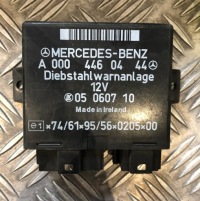 MERCEDES-BENZ
A 000 446 04 44
Diebstahlwarnanlage
12V
05 0607 10
Made in Ireland
e1 *74/61*95/56*0205*00